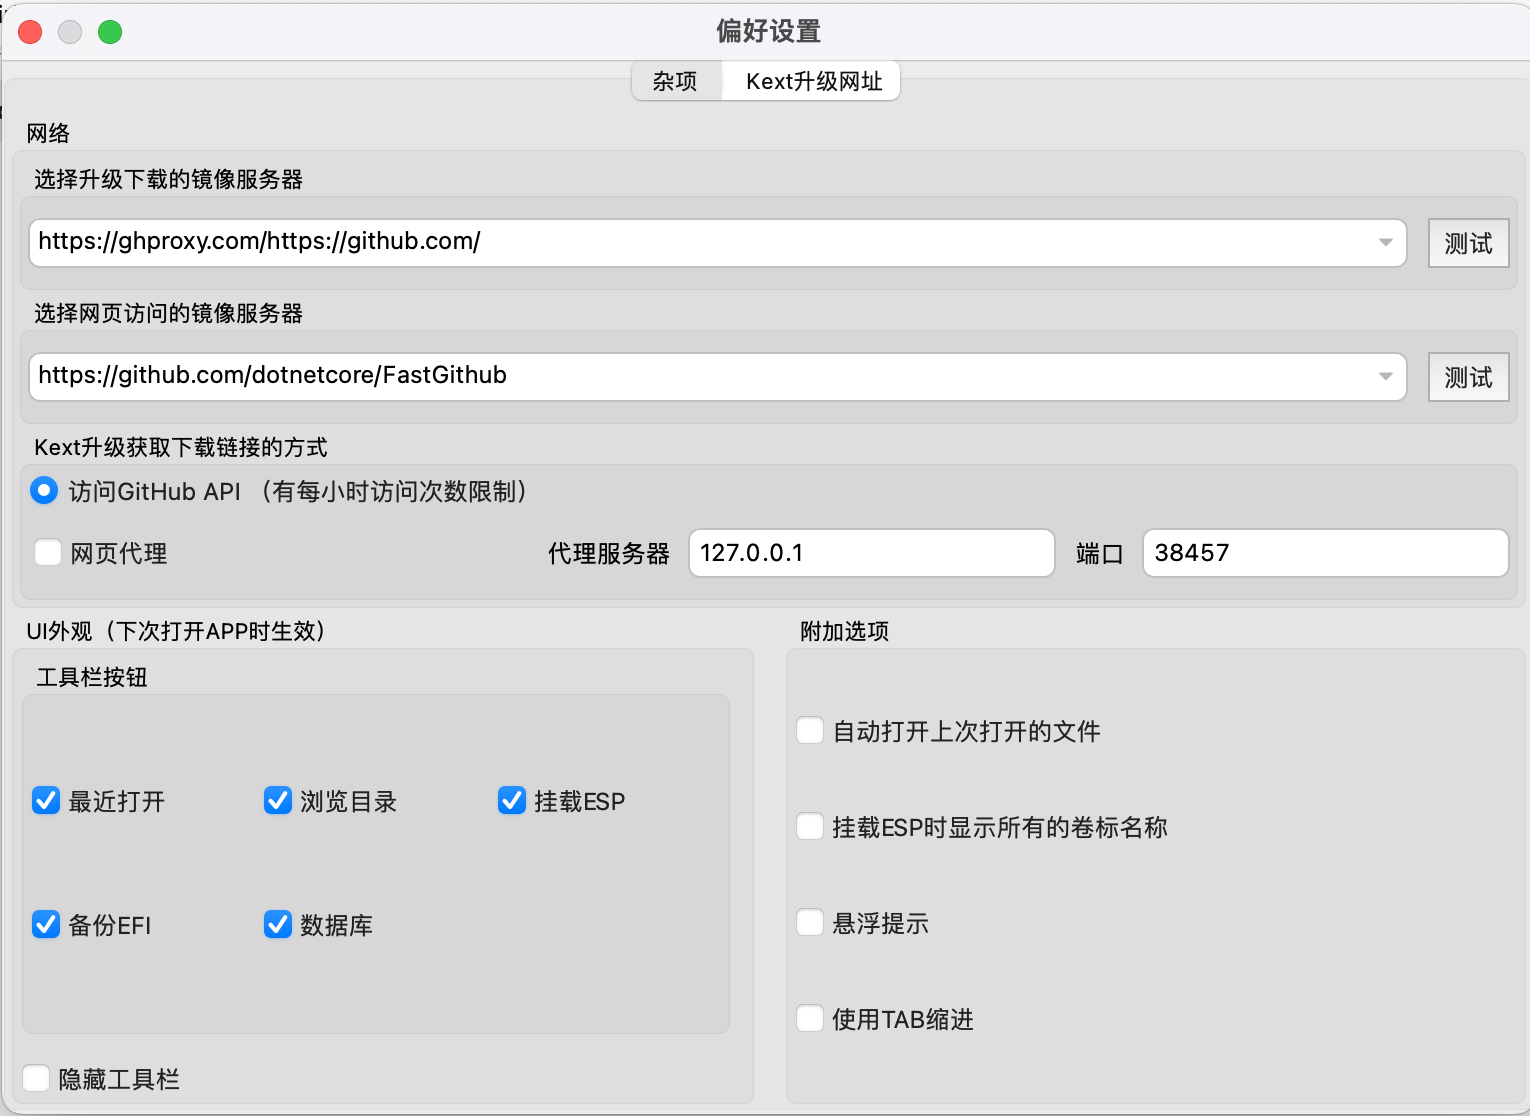 偏好设置
杂项 Kext升级网址
网络
选择升级下载的镜像服务器
https://ghproxy.com/https://github.com/ 测试
选择网页访问的镜像服务器
https://github.com/dotnetcore/FastGithub 测试
Kext升级获取下载链接的方式
访问GitHub API （有每小时访问次数限制）
网页代理 代理服务器 127.0.0.1 端口 38457
UI外观（下次打开APP时生效）
工具栏按钮
最近打开 浏览目录 挂载ESP
备份EFI 数据库
隐藏工具栏
附加选项
自动打开上次打开的文件
挂载ESP时显示所有的卷标名称
悬浮提示
使用TAB缩进